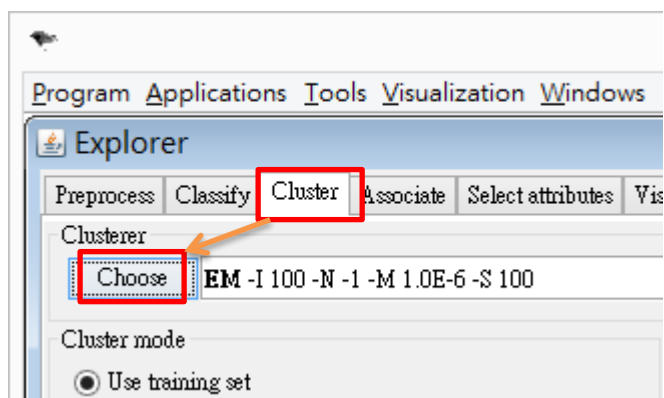 Program Applications Tools Visualization Windows
Explorer
Preprocess Classify Cluster Associate Select attributes
Clusterer
Choose EM -I 100 -N -1 -M 1.0E-6 -S 100
Cluster mode
Use training set